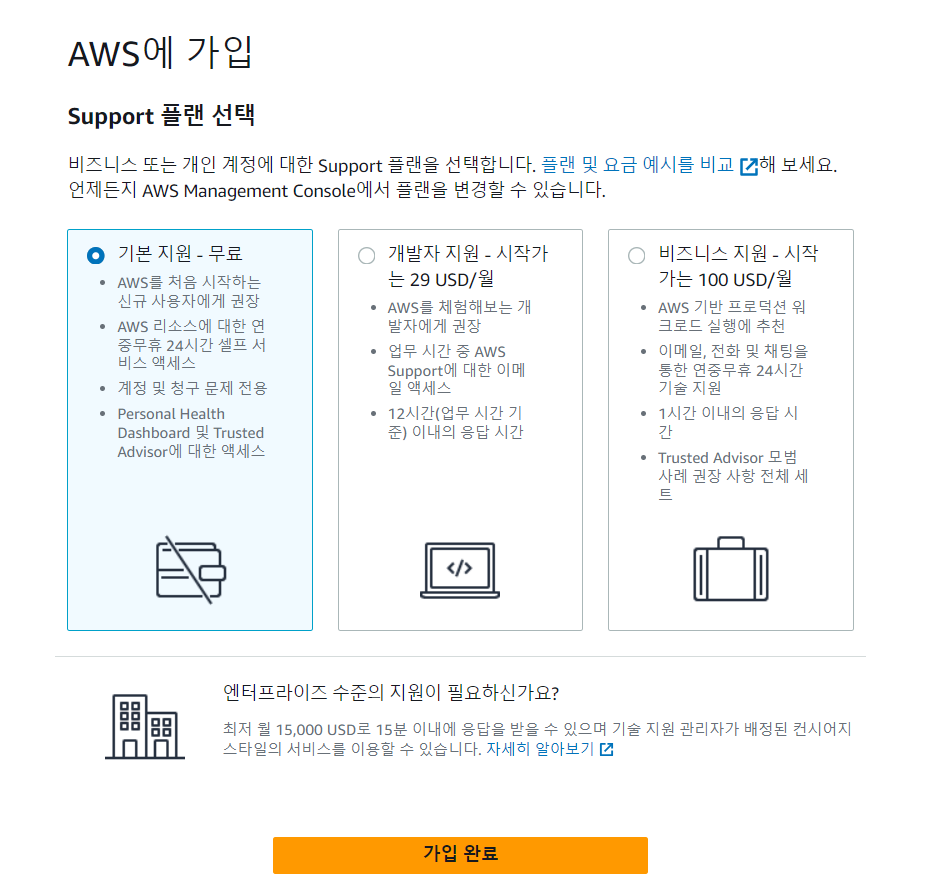 AWS에 가입
Support 플랜 선택
비즈니스 또는 개인 계정에 대한 Support 플랜을 선택합니다. 플랜 및 요금 예시를 비교 해 보세요.
언제든지 AWS Management Console에서 플랜을 변경할 수 있습니다.
기본 지원 - 무료
AWS를 처음 시작하는
신규 사용자에게 권장
AWS 리소스에 대한 연
중무휴 24시간 셀프 서
비스 액세스
계정 및 청구 문제 전용
Personal Health
Dashboard 및 Trusted
Advisor에 대한 액세스
개발자 지원 - 시작가
는 29 USD/월
AWS를 체험해보는 개
발자에게 권장
업무 시간 중 AWS
Support에 대한 이메
일 액세스
12시간(업무 시간 기
준) 이내의 응답 시간
</>
비즈니스 지원 - 시작
가는 100 USD/월
AWS 기반 프로덕션 워
크로드 실행에 추천
이메일, 전화 및 채팅을
통한 연중무휴 24시간
기술 지원
1시간 이내의 응답 시
간
Trusted Advisor 모범
사례 권장 사항 전체 세
트
엔터프라이즈 수준의 지원이 필요하신가요?
최저 월 15,000 USD로 15분 이내에 응답을 받을 수 있으며 기술 지원 관리자가 배정된 컨시어지
스타일의 서비스를 이용할 수 있습니다. 자세히 알아보기
가입 완료